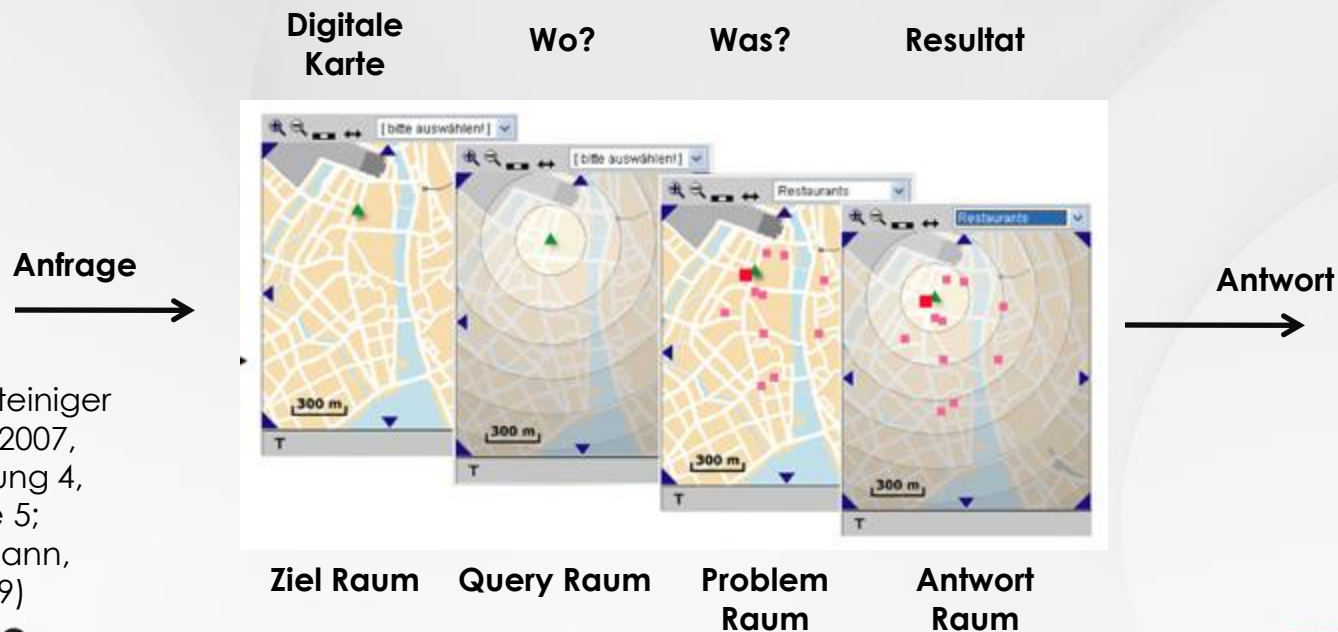 Digitale
Karte
Wo?
Was?
Resultat
[bitte auswählen!]
[bitte auswählen!]
Restaurants
Restaurants
Anfrage
Antwort
300 m
300 m
300 m
300 m
T
T
T
T
teiniger
2007,
ung 4,
e 5;
ann,
9)
Ziel Raum
Query Raum
Problem
Raum
Antwort
Raum